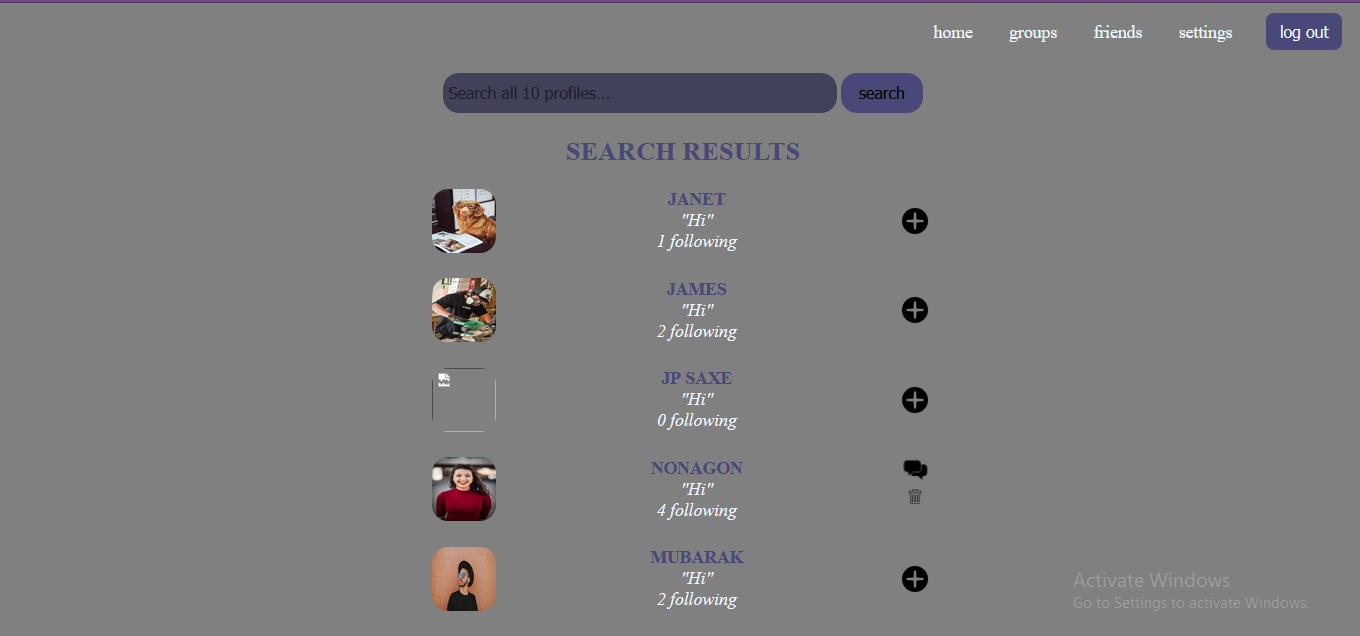 home groups friends settings log out
Search all 10 profiles... search
SEARCH RESULTS
JANET
"Hi"
1 following
JAMES
"Hi"
2 following
JP SAXE
"Hi"
0 following
NONAGON
"Hi"
4 following
MUBARAK
"Hi"
2 following
Activate Windows
Go to Settings to activate Windows.